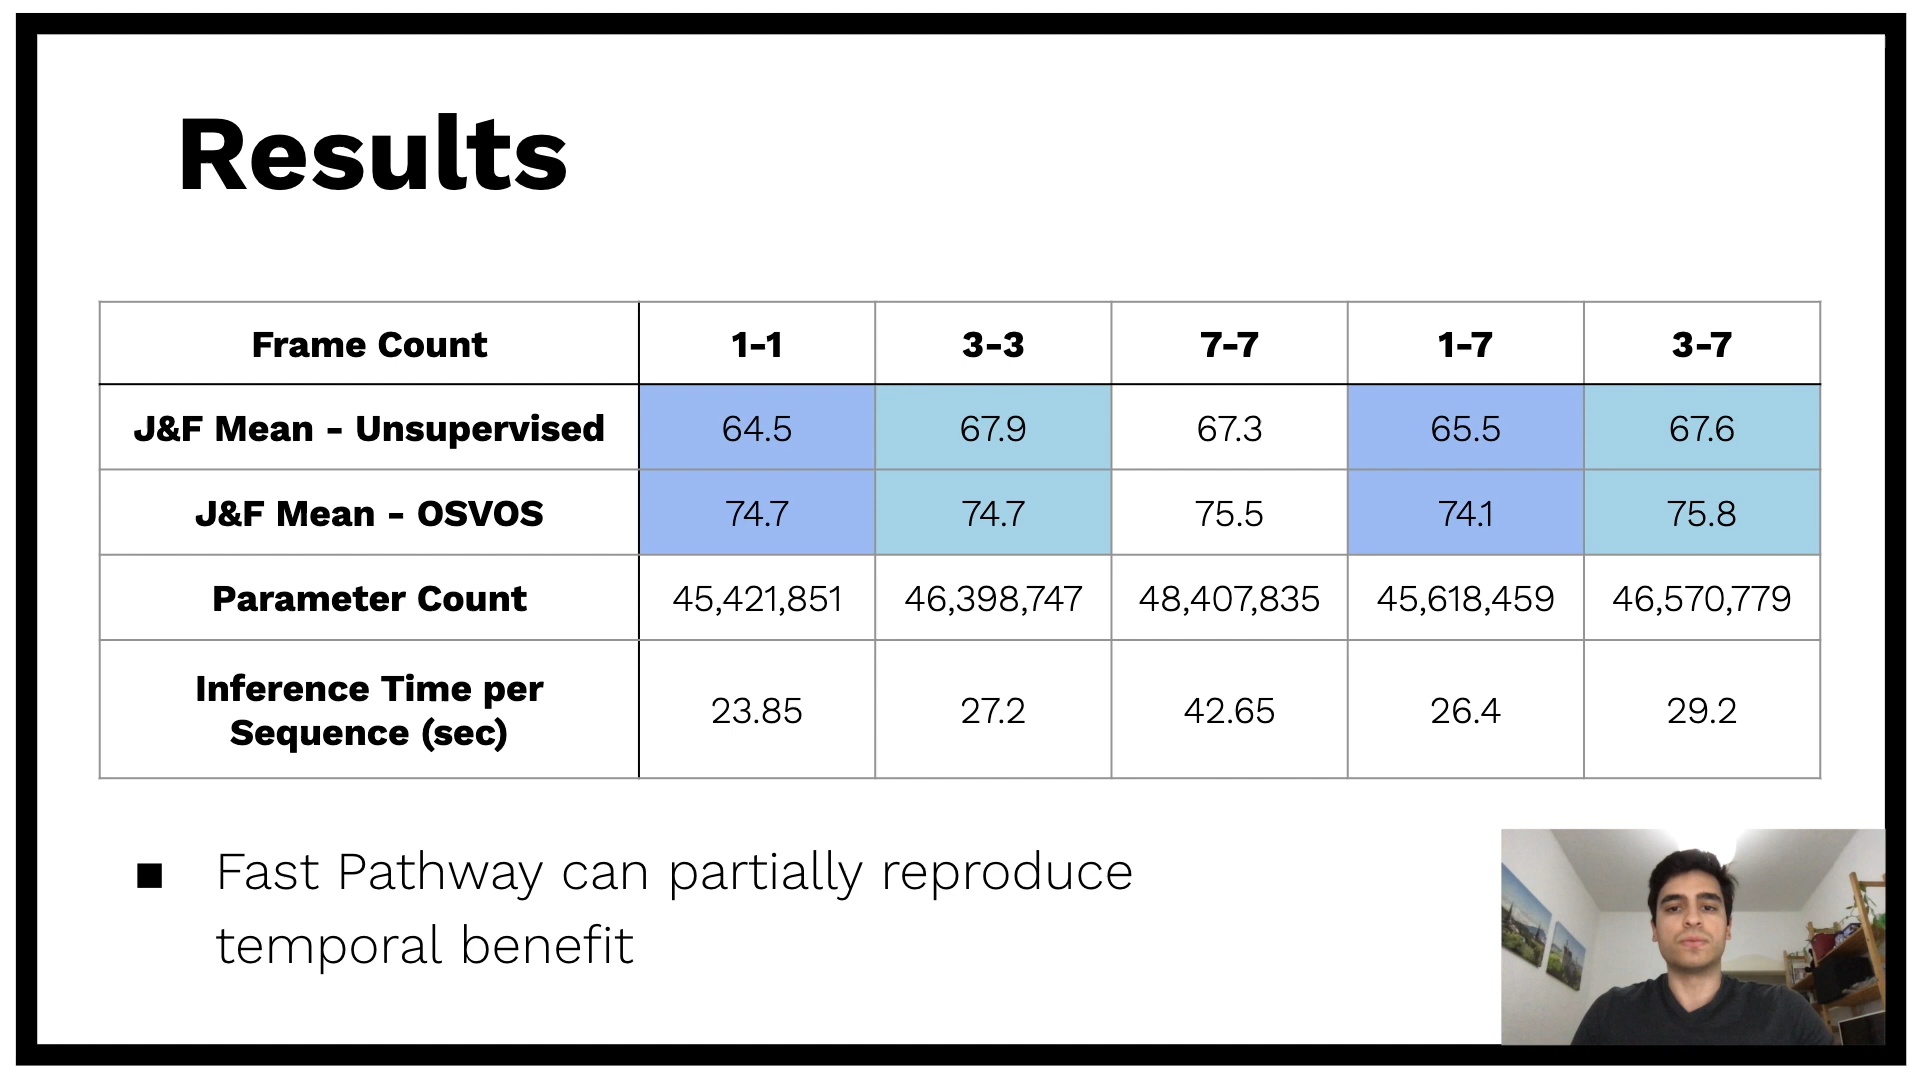 Results
Frame Count 1-1 3-3 7-7 1-7 3-7
J&F Mean - Unsupervised 64.5 67.9 67.3 65.5 67.6
J&F Mean - OSVOS 74.7 74.7 75.5 74.1 75.8
Parameter Count 45,421,851 46,398,747 48,407,835 45,618,459 46,570,779
Inference Time per
Sequence (sec) 23.85 27.2 42.65 26.4 29.2
■ Fast Pathway can partially reproduce
temporal benefit